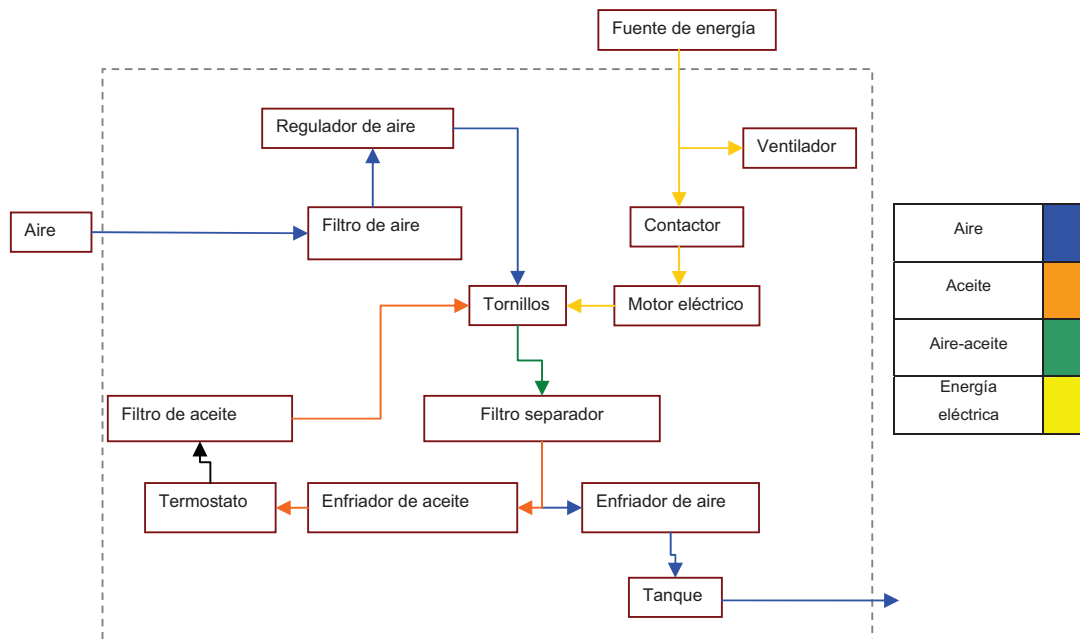 Fuente de energía
Regulador de aire
Ventilador
Aire
Filtro de aire
Contactor
Tornillos
Motor eléctrico
Filtro de aceite
Filtro separador
Termostato
Enfriador de aceite
Enfriador de aire
Tanque
Aire
Aceite
Aire-aceite
Energía
eléctrica